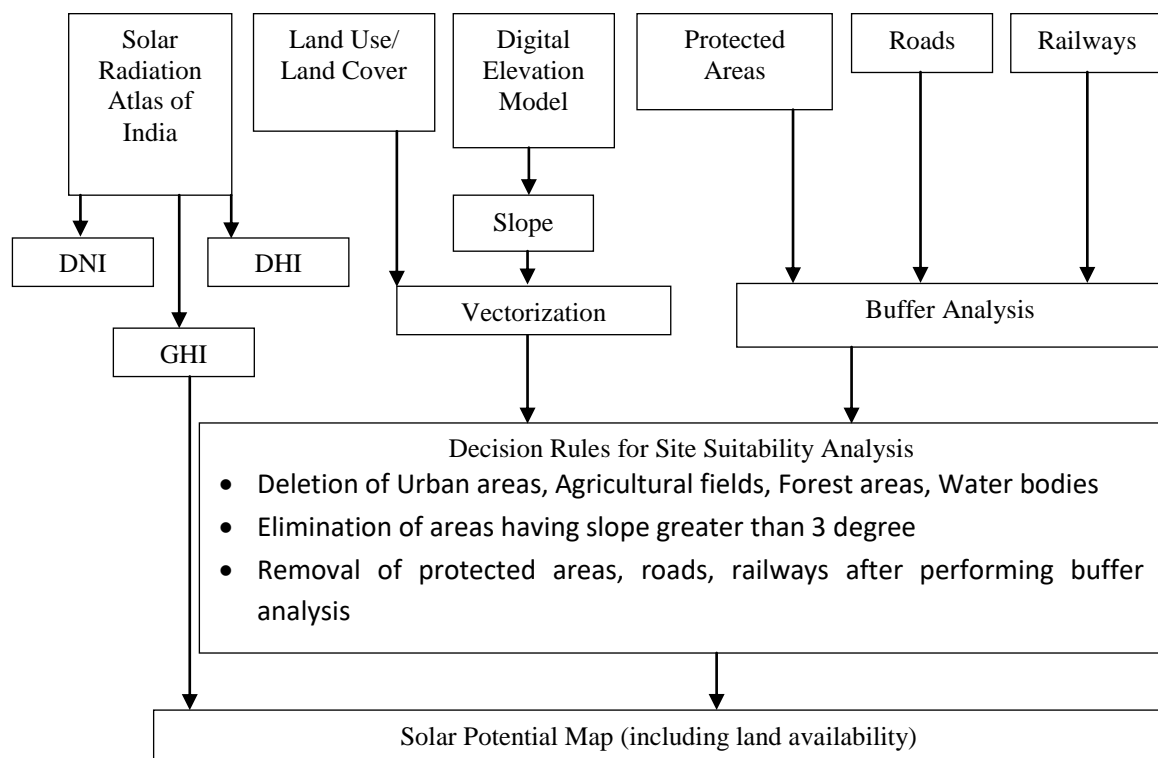 Solar
Radiation
Atlas of
India
Land Use/
Land Cover
Digital
Elevation
Model
Protected
Areas
Roads
Railways
Slope
DNI
DHI
Vectorization
Buffer Analysis
GHI
Decision Rules for Site Suitability Analysis
• Deletion of Urban areas, Agricultural fields, Forest areas, Water bodies
• Elimination of areas having slope greater than 3 degree
• Removal of protected areas, roads, railways after performing buffer
analysis
Solar Potential Map (including land availability)